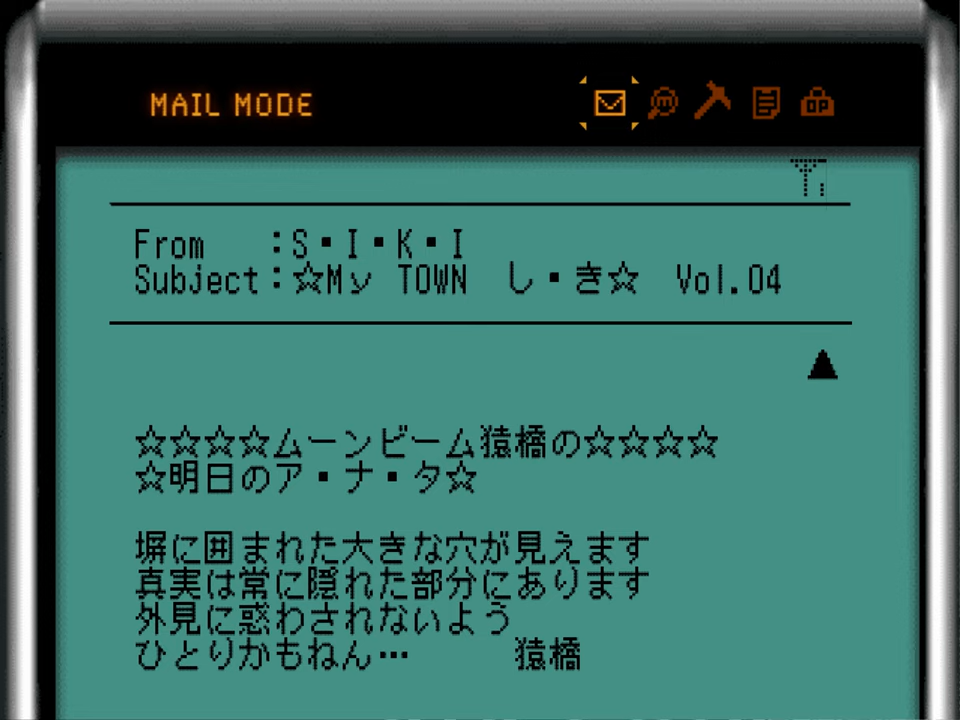 MAIL MODE
From :S・I・K・I
Subject:☆My TOWN し・き☆ Vol.04
▲
☆☆☆☆ムーンビーム猿橋の☆☆☆☆
☆明日のア・ナ・タ☆
塀に囲まれた大きな穴が見えます
真実は常に隠れた部分にあります
外見に惑わされないよう
ひとりかもねん… 猿橋